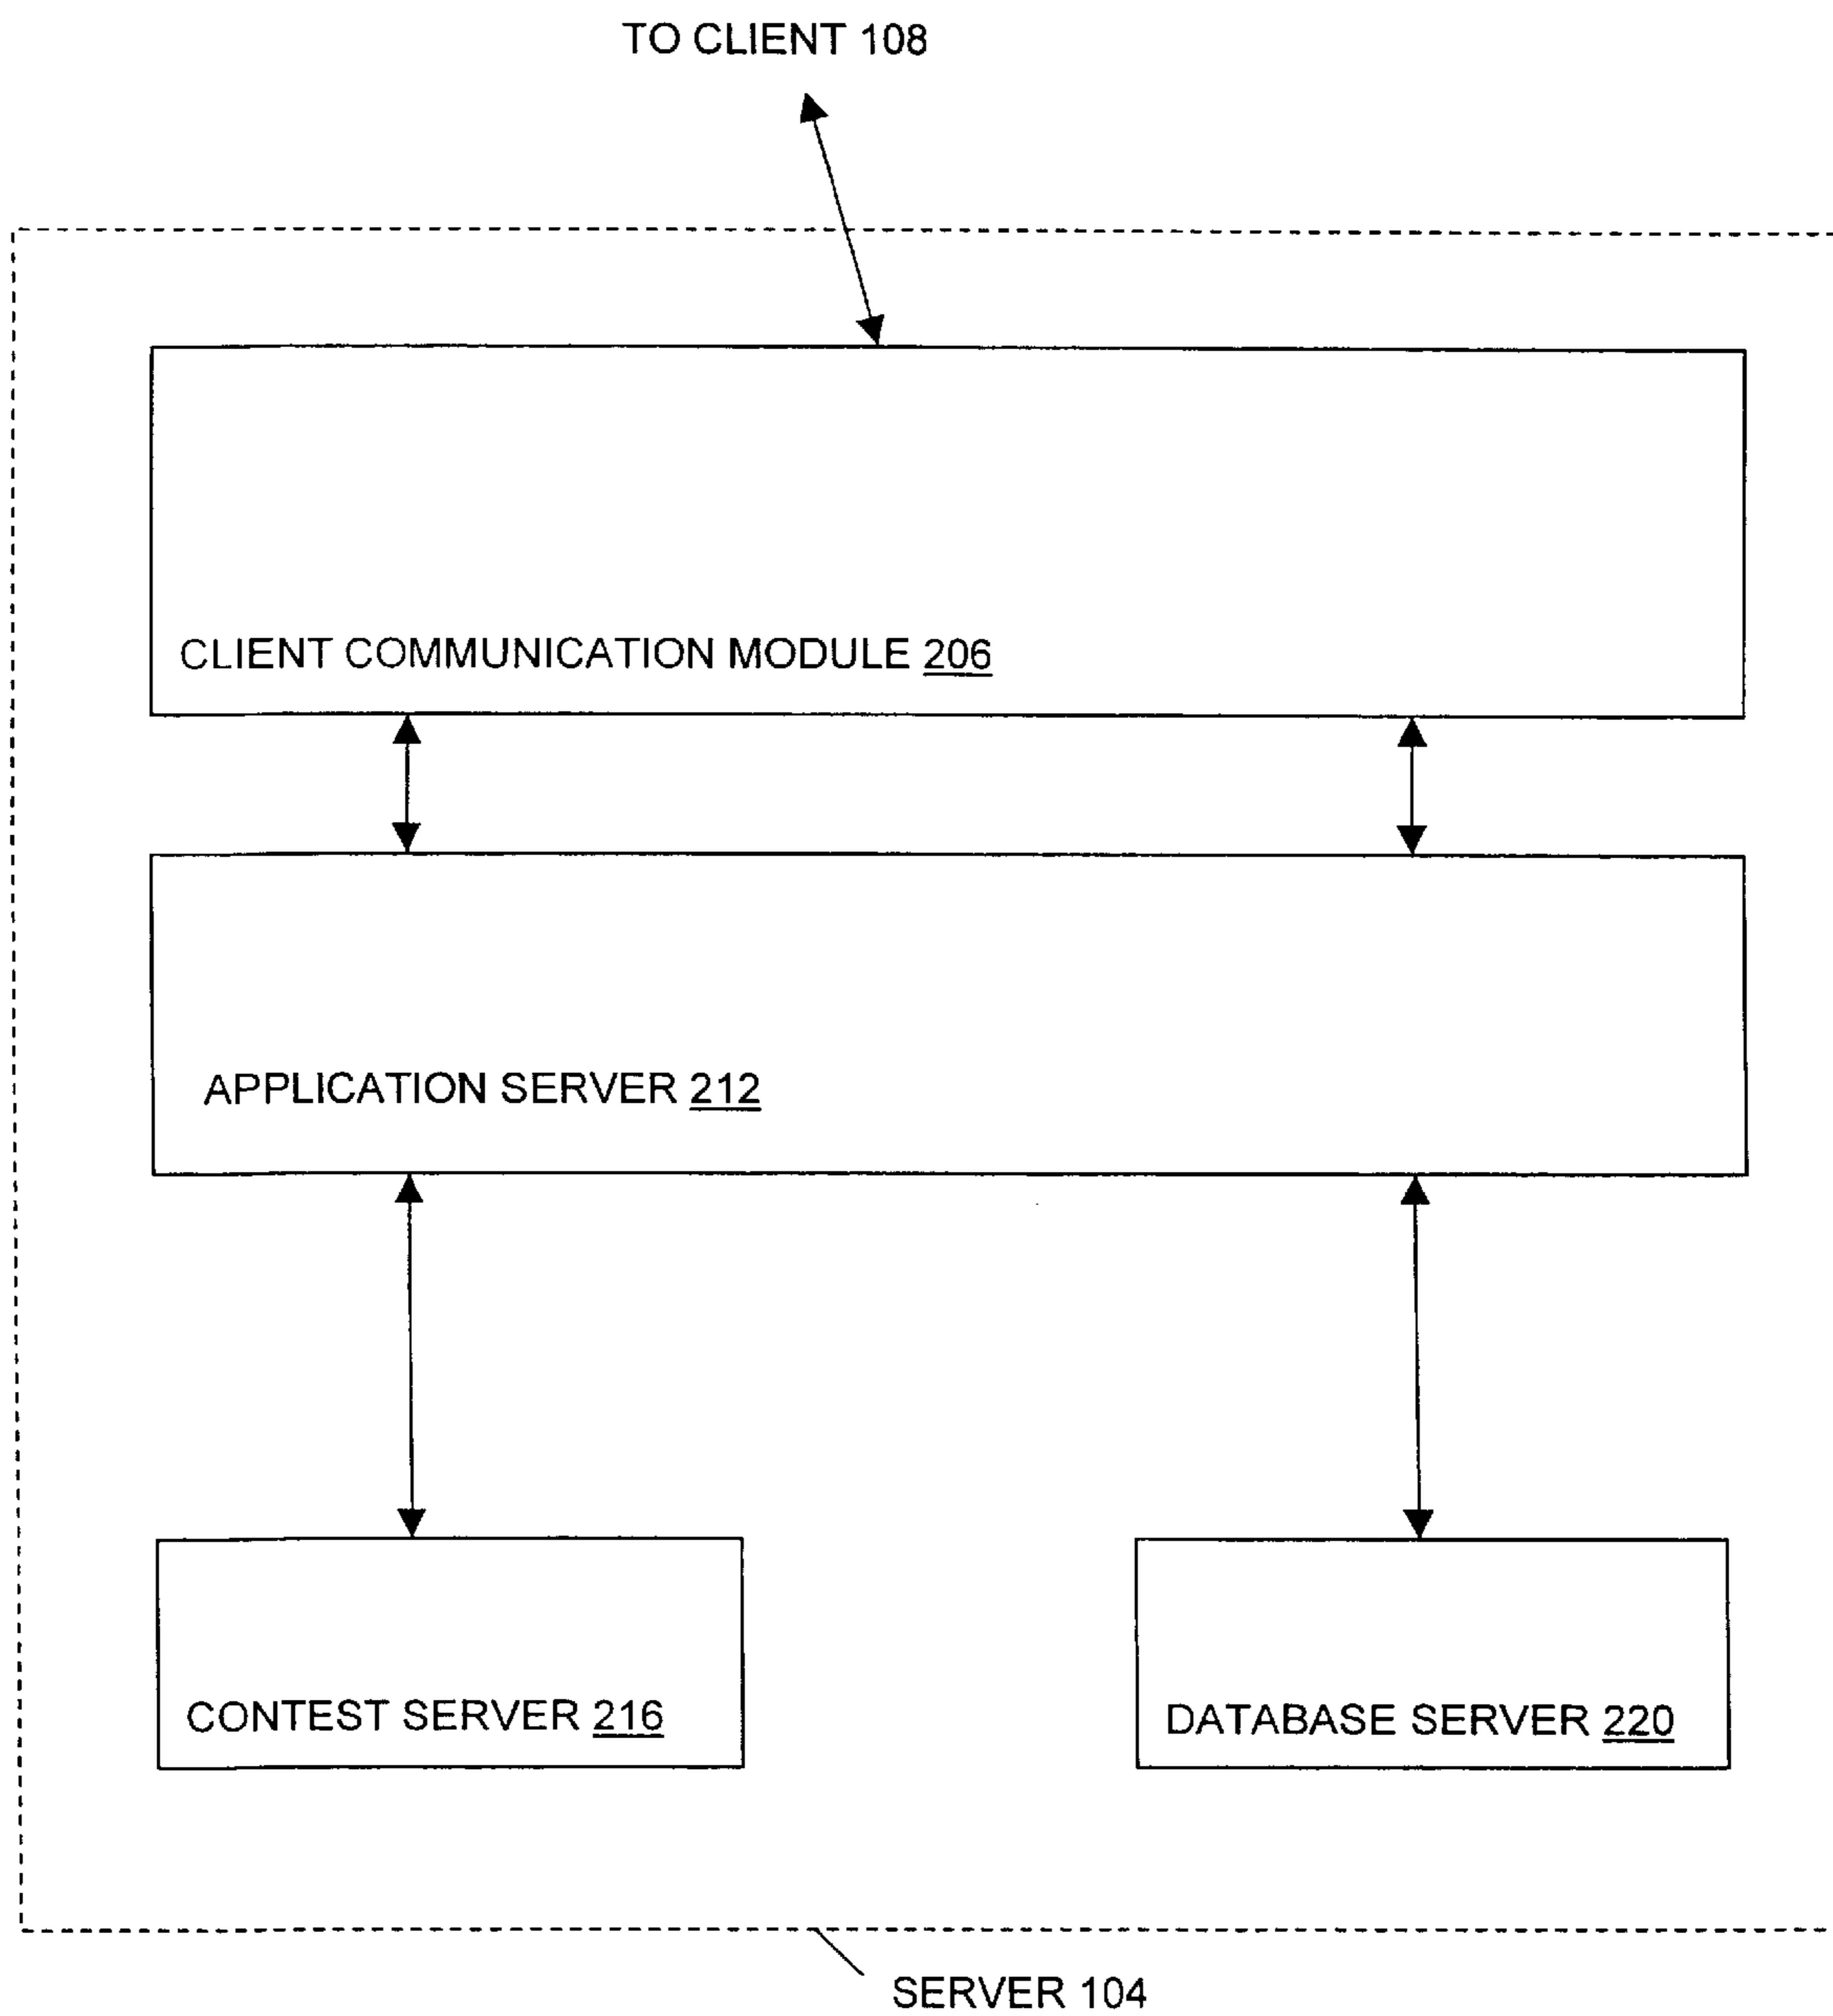 TO CLIENT 108
CLIENT COMMUNICATION MODULE 206
APPLICATION SERVER 212
CONTEST SERVER 216
DATABASE SERVER 220
SERVER 104